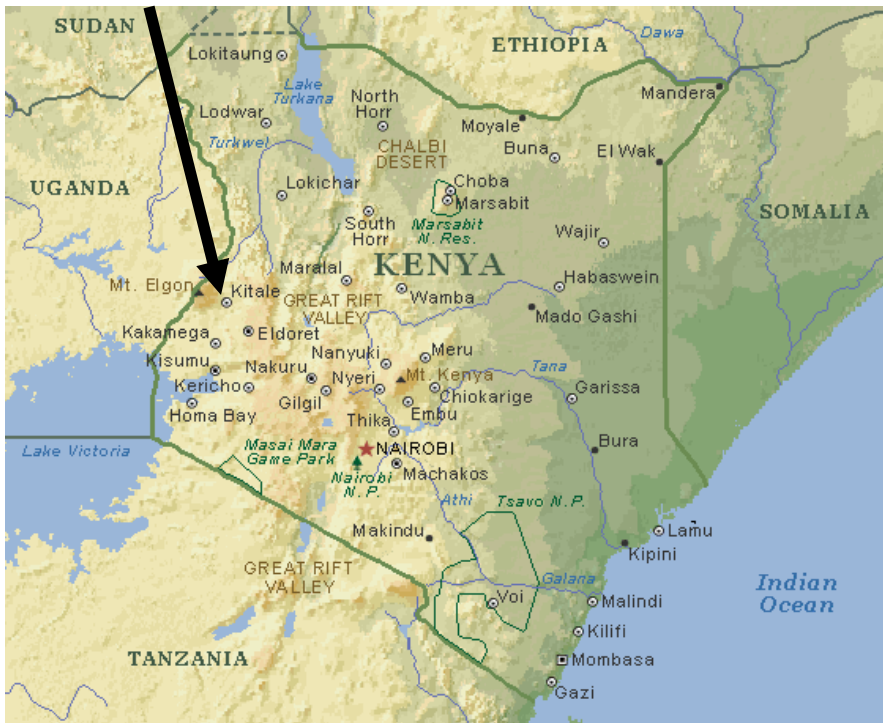 SUDAN
ETHIOPIA
Dawa
Lokitaung
Lake
Turkana
Mandera
Lodwar
North
Horr
Moyale
Turkwel
CHALBI
DESERT
Buna
El Wak
UGANDA
Lokichar
Choba
Marsabit
SOMALIA
South
Horr
Marsabit
N. Res.
Wajir
Maralal
KENYA
Mt. Elgon
Kitale
Habaswein
GREAT RIFT
VALLEY
Wamba
Mado Gashi
Kakamega
Eldoret
Kisumu
Nanyuki
Meru
Nakuru
Mt. Kenya
Tana
Kericho
Nyeri
Chiokarige
Garissa
Homa Bay
Gilgil
Embu
Thika
Lake Victoria
Masai Mara
Game Park
NAIROBI
Bura
Nairobi
N.P.
Machakos
Athi
Tsavo N.P.
Makindu
Lamu
Kipini
GREAT RIFT
VALLEY
Galana
Indian
Ocean
Voi
Malindi
Kilifi
TANZANIA
Mombasa
Gazi